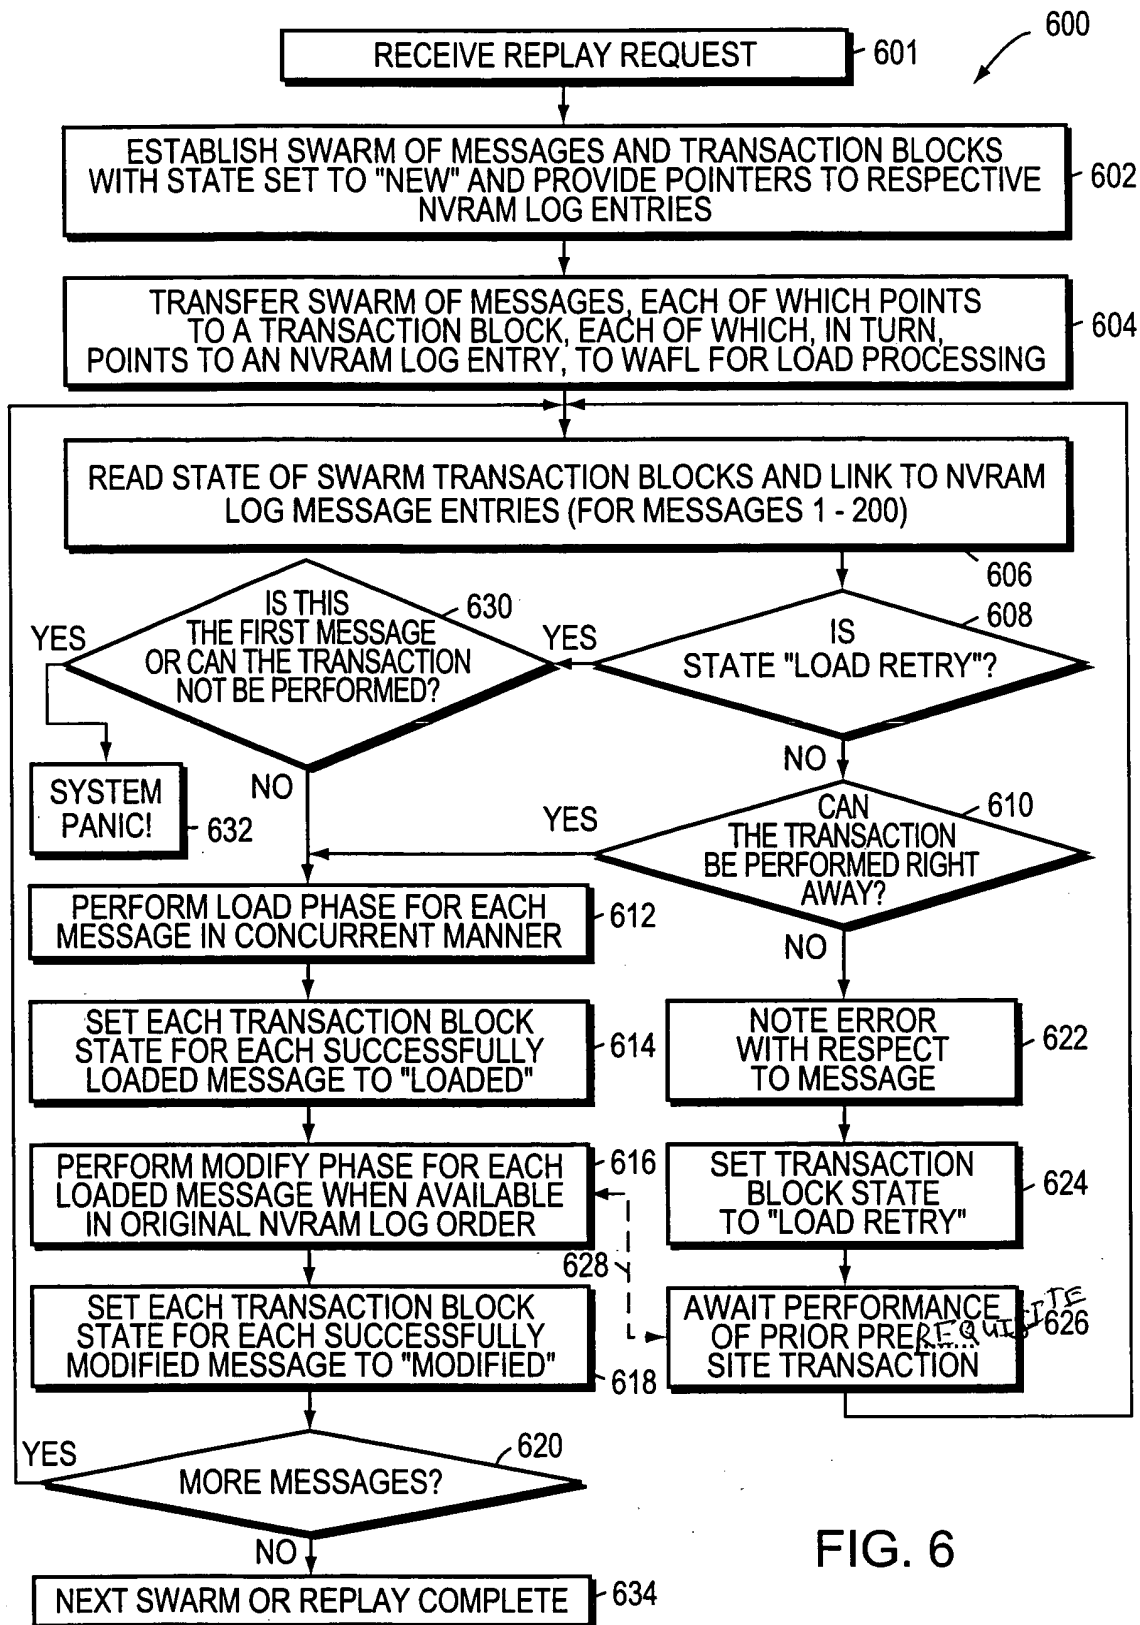 600
RECEIVE REPLAY REQUEST
601
ESTABLISH SWARM OF MESSAGES AND TRANSACTION BLOCKS
WITH STATE SET TO "NEW" AND PROVIDE POINTERS TO RESPECTIVE
NVRAM LOG ENTRIES
602
TRANSFER SWARM OF MESSAGES, EACH OF WHICH POINTS
TO A TRANSACTION BLOCK, EACH OF WHICH, IN TURN,
POINTS TO AN NVRAM LOG ENTRY, TO WAFL FOR LOAD PROCESSING
604
READ STATE OF SWARM TRANSACTION BLOCKS AND LINK TO NVRAM
LOG MESSAGE ENTRIES (FOR MESSAGES 1 - 200)
606
IS
STATE "LOAD RETRY"?
608
YES
NO
IS THIS
THE FIRST MESSAGE
OR CAN THE TRANSACTION
NOT BE PERFORMED?
630
YES
NO
SYSTEM
PANIC!
632
CAN
THE TRANSACTION
BE PERFORMED RIGHT
AWAY?
610
YES
NO
PERFORM LOAD PHASE FOR EACH
MESSAGE IN CONCURRENT MANNER
612
SET EACH TRANSACTION BLOCK
STATE FOR EACH SUCCESSFULLY
LOADED MESSAGE TO "LOADED"
614
NOTE ERROR
WITH RESPECT
TO MESSAGE
622
PERFORM MODIFY PHASE FOR EACH
LOADED MESSAGE WHEN AVAILABLE
IN ORIGINAL NVRAM LOG ORDER
616
SET TRANSACTION
BLOCK STATE
TO "LOAD RETRY"
624
628
SET EACH TRANSACTION BLOCK
STATE FOR EACH SUCCESSFULLY
MODIFIED MESSAGE TO "MODIFIED"
618
AWAIT PERFORMANCE
OF PRIOR PREREQUISITE
SITE TRANSACTION
626
MORE MESSAGES?
620
YES
NO
NEXT SWARM OR REPLAY COMPLETE
634
FIG. 6